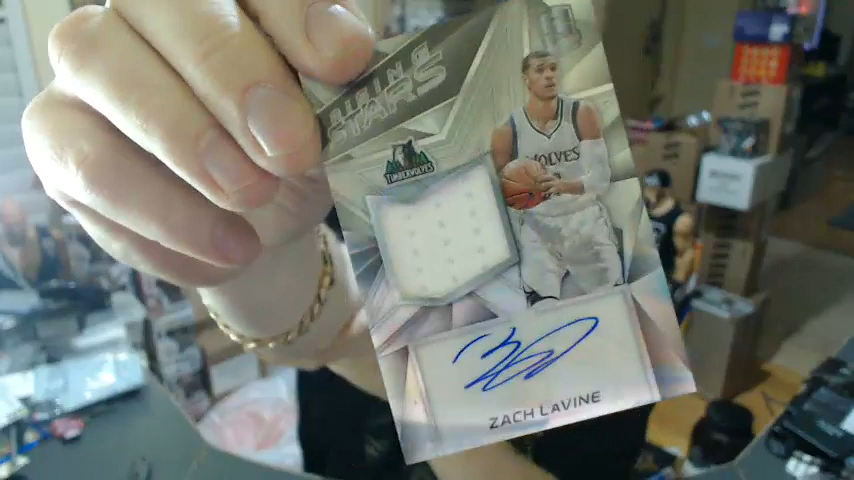 RISING
STARS
TIMBERWOLVES
WOLVES
ZACH LAVINE